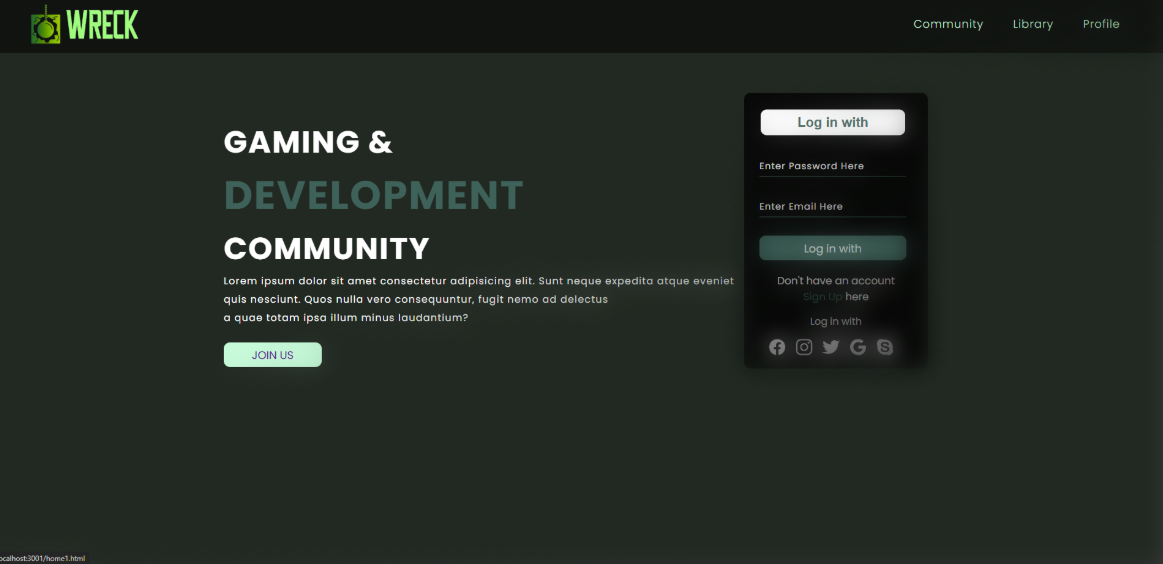 WRECK
Community Library Profile
GAMING &
DEVELOPMENT
COMMUNITY
Lorem ipsum dolor sit amet consectetur adipisicing elit. Sunt neque expedita atque eveniet
quis nesciunt. Quos nulla vero consequuntur, fugit nemo ad delectus
a quae totam ipsa illum minus laudantium?
JOIN US
Log in with
Enter Password Here
Enter Email Here
Log in with
Don't have an account
Sign Up here
Log in with
ocalhost:3001/home1.html